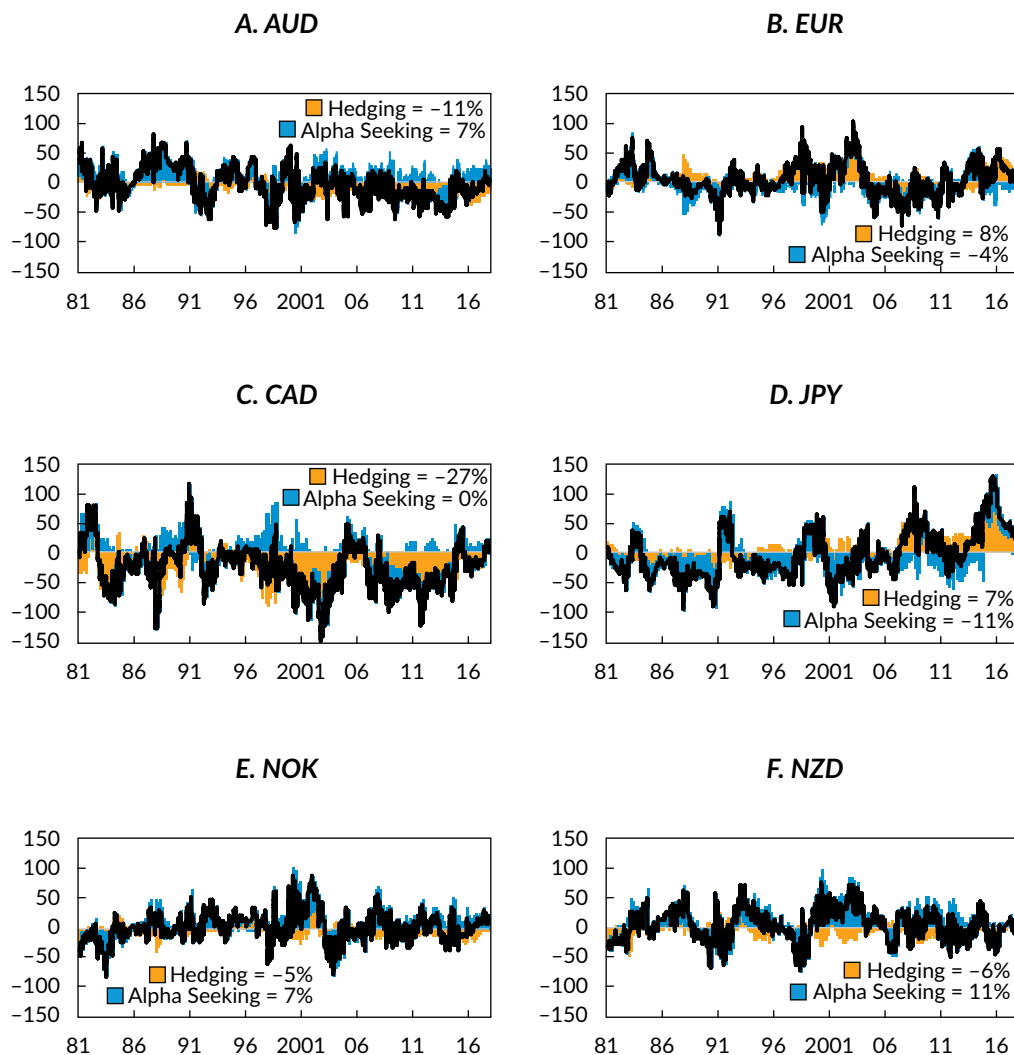 A. AUD
150
100
50
0
–50
–100
–150
Hedging = –11%
Alpha Seeking = 7%
81 86 91 96 2001 06 11 16
B. EUR
150
100
50
0
–50
–100
–150
Hedging = 8%
Alpha Seeking = –4%
81 86 91 96 2001 06 11 16
C. CAD
150
100
50
0
–50
–100
–150
Hedging = –27%
Alpha Seeking = 0%
81 86 91 96 2001 06 11 16
D. JPY
150
100
50
0
–50
–100
–150
Hedging = 7%
Alpha Seeking = –11%
81 86 91 96 2001 06 11 16
E. NOK
150
100
50
0
–50
–100
–150
Hedging = –5%
Alpha Seeking = 7%
81 86 91 96 2001 06 11 16
F. NZD
150
100
50
0
–50
–100
–150
Hedging = –6%
Alpha Seeking = 11%
81 86 91 96 2001 06 11 16